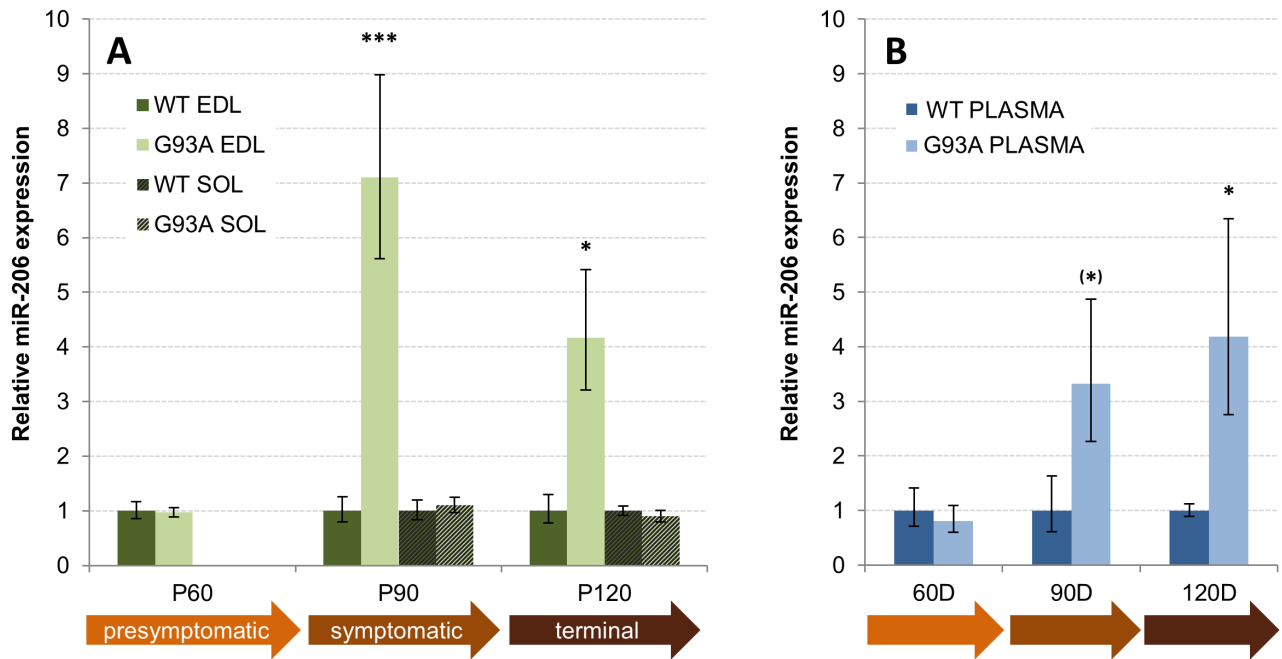 A
Relative miR-206 expression
10
9
8
7
6
5
4
3
2
1
0
WT EDL
G93A EDL
WT SOL
G93A SOL
***
*
P60
P90
P120
presymptomatic
symptomatic
terminal
B
Relative miR-206 expression
10
9
8
7
6
5
4
3
2
1
0
WT PLASMA
G93A PLASMA
(*)
*
60D
90D
120D